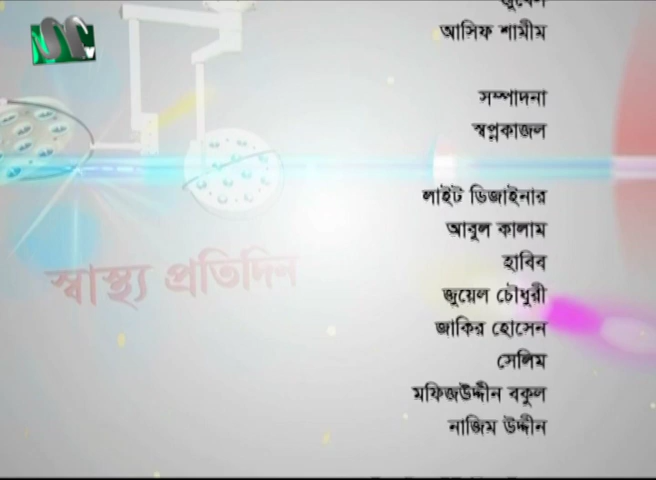 আসিফ শামীম
সম্পাদনা
স্বপ্নকাজল
লাইট ডিজাইনার
আবুল কালাম
হাবিব
জুয়েল চৌধুরী
জাকির হোসেন
সেলিম
মফিজউদ্দীন বকুল
নাজিম উদ্দীন
স্বাস্থ্য প্রতিদিন